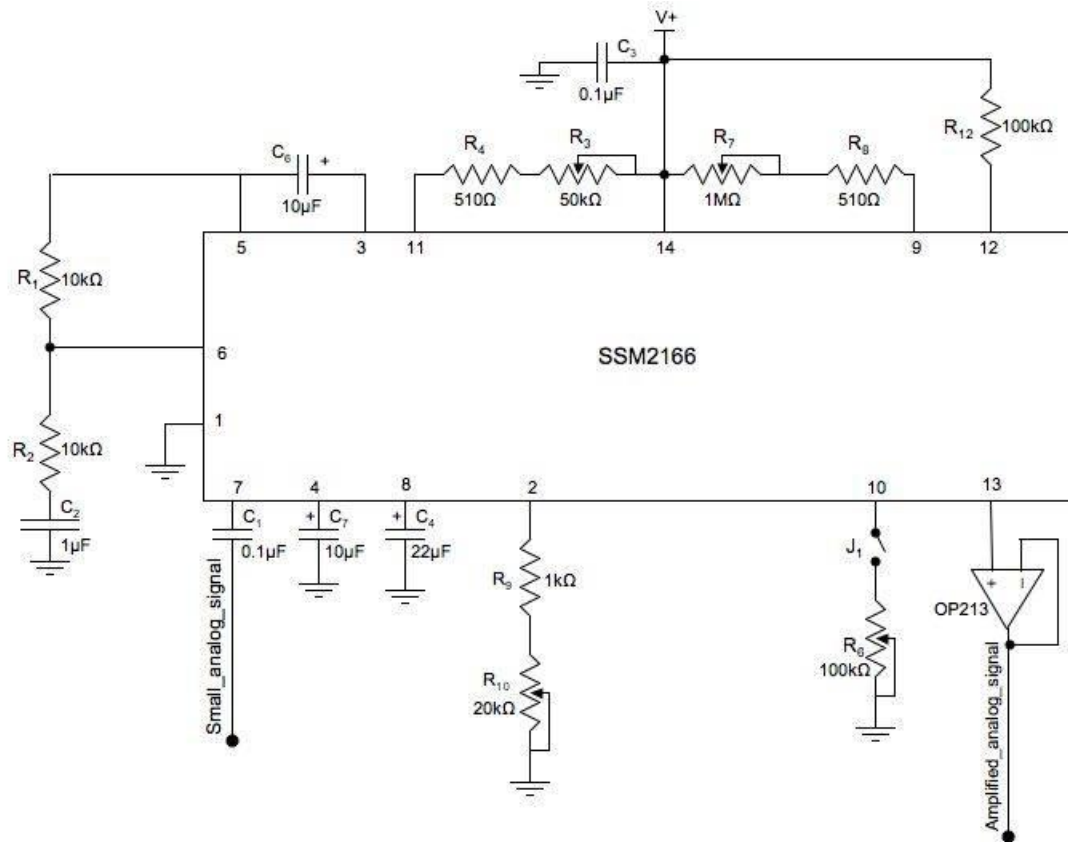 V+
C3
0.1µF
R12
100kΩ
C6
+
10µF
R4
510Ω
R3
50kΩ
R7
1MΩ
R8
510Ω
5
3
11
14
9
12
R1
10kΩ
6
SSM2166
1
R2
10kΩ
C2
1µF
7
4
8
2
10
13
C1
0.1µF
+
C7
10µF
+
C4
22µF
R9
1kΩ
J1
+
–
OP213
R10
20kΩ
R6
100kΩ
Small_analog_signal
Amplified_analog_signal